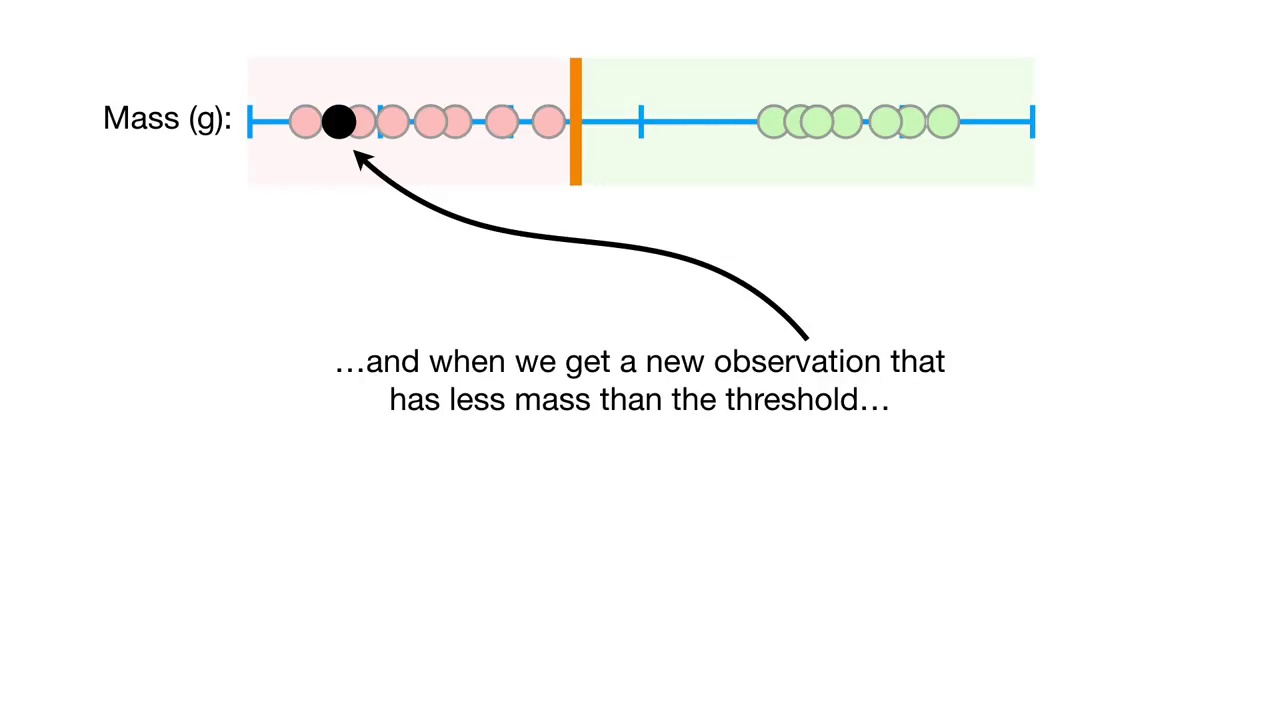 Mass (g):
…and when we get a new observation that
has less mass than the threshold…